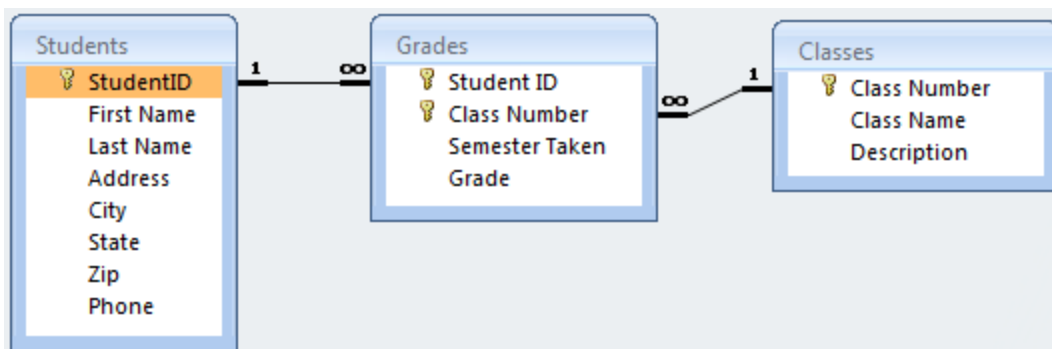 Students
StudentID
First Name
Last Name
Address
City
State
Zip
Phone
1
∞
Grades
Student ID
Class Number
Semester Taken
Grade
∞
1
Classes
Class Number
Class Name
Description